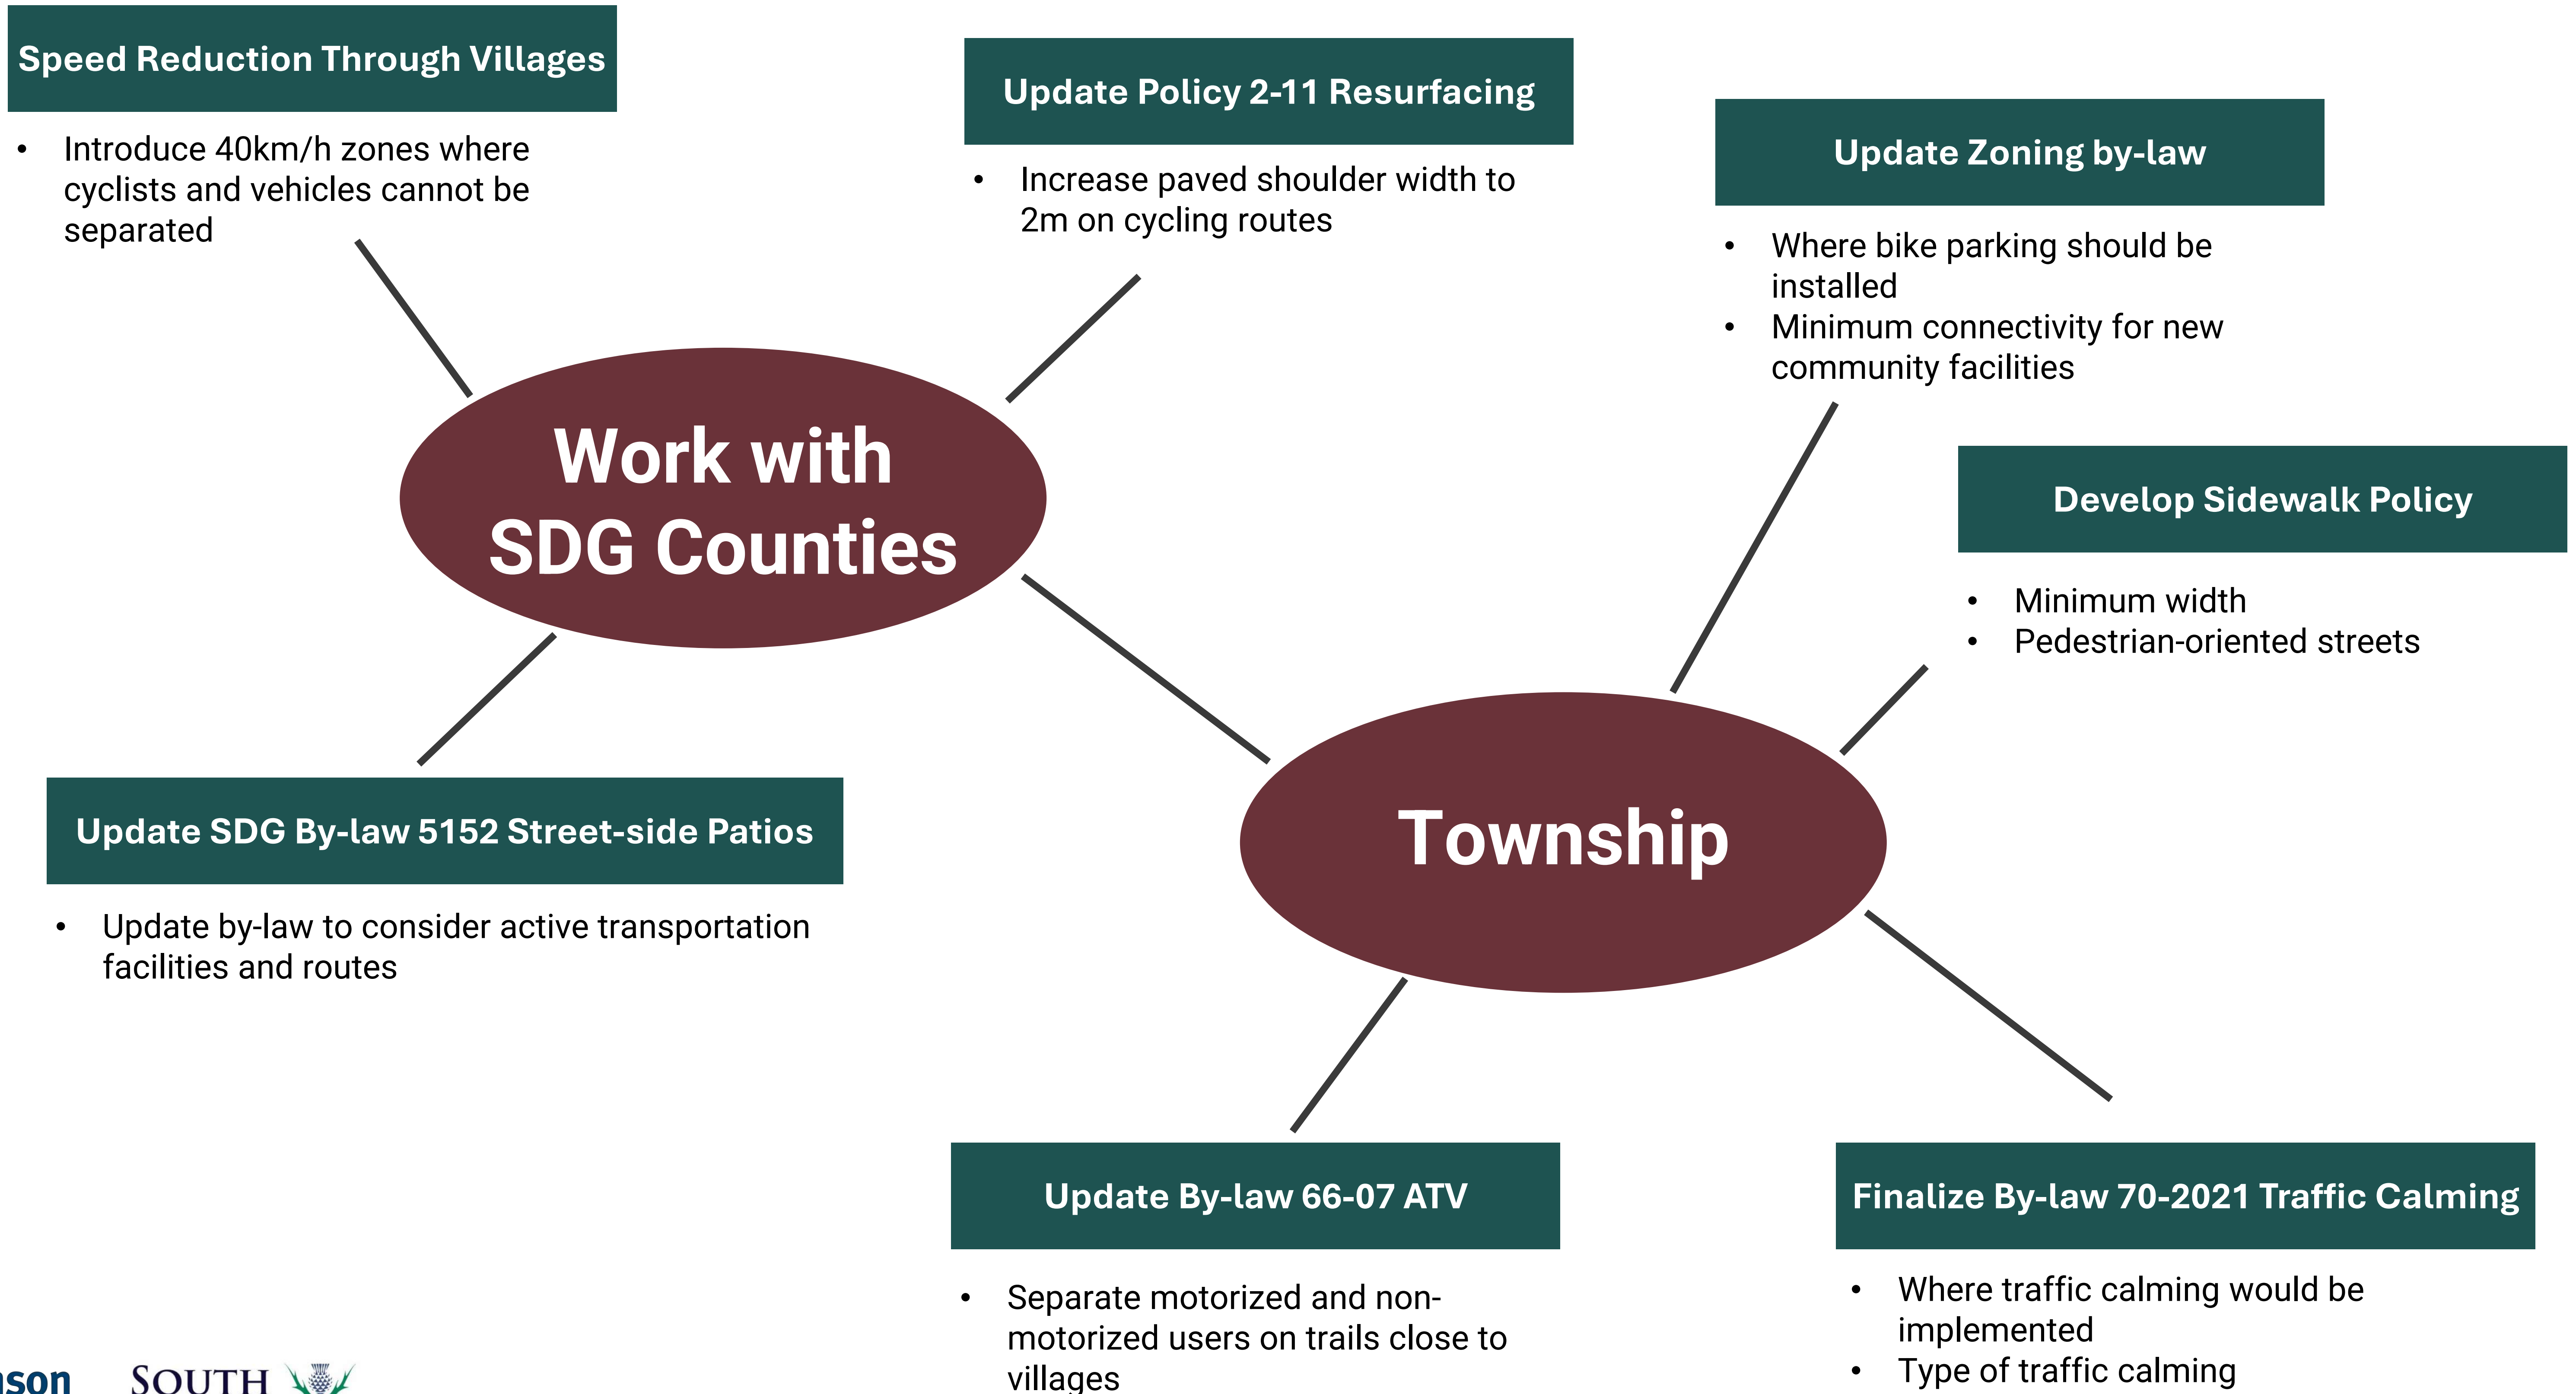 Speed Reduction Through Villages
• Introduce 40km/h zones where
cyclists and vehicles cannot be
separated
Update Policy 2-11 Resurfacing
• Increase paved shoulder width to
2m on cycling routes
Update Zoning by-law
• Where bike parking should be
installed
• Minimum connectivity for new
community facilities
Work with
SDG Counties
Develop Sidewalk Policy
• Minimum width
• Pedestrian-oriented streets
Update SDG By-law 5152 Street-side Patios
• Update by-law to consider active transportation
facilities and routes
Township
Update By-law 66-07 ATV
• Separate motorized and non-
motorized users on trails close to
villages
Finalize By-law 70-2021 Traffic Calming
• Where traffic calming would be
implemented
• Type of traffic calming
SOUTH